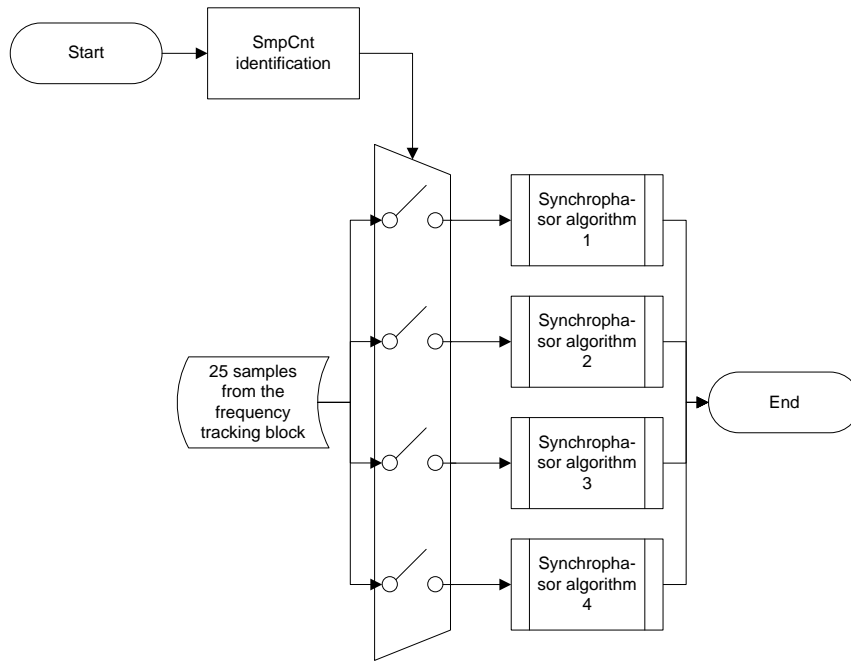 Start
SmpCnt
identification
Synchropha-
sor algorithm
1
Synchropha-
sor algorithm
2
25 samples
from the
frequency
tracking block
End
Synchropha-
sor algorithm
3
Synchropha-
sor algorithm
4